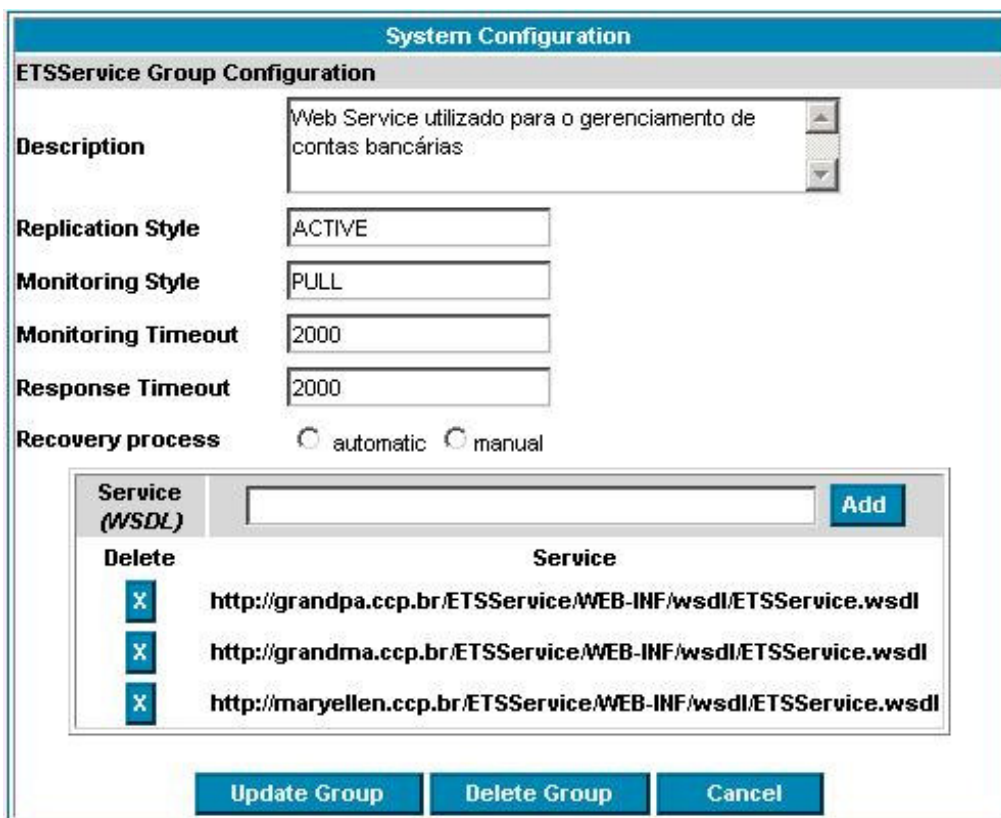 System Configuration
ETSService Group Configuration
Description
Web Service utilizado para o gerenciamento de
contas bancárias
Replication Style
ACTIVE
Monitoring Style
PULL
Monitoring Timeout
2000
Response Timeout
2000
Recovery process
automatic
manual
Service
(WSDL)
Add
Delete
Service
X
http://grandpa.ccp.br/ETSService/WEB-INF/wsdl/ETSService.wsdl
X
http://grandma.ccp.br/ETSService/WEB-INF/wsdl/ETSService.wsdl
X
http://maryellen.ccp.br/ETSService/WEB-INF/wsdl/ETSService.wsdl
Update Group
Delete Group
Cancel